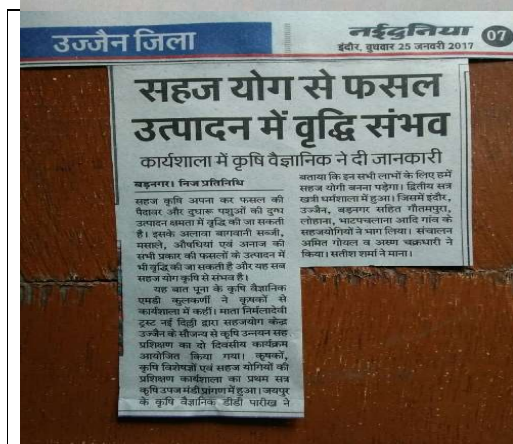 उज्जैन जिला
नईदुनिया 07
इंदौर, बुधवार 25 जनवरी 2017
सहज योग से फसल
उत्पादन में वृद्धि संभव
कार्यशाला में कृषि वैज्ञानिक ने दी जानकारी
बड़नगर। निज प्रतिनिधि
सहज कृषि अपना कर फसल की
पैदावर और दुधारू पशुओं की दुग्ध
उत्पादन क्षमता में वृद्धि की जा सकती
है। इसके अलावा बागवानी सब्जी,
मसाले, औषधियां एवं अनाज की
सभी प्रकार की फसलों के उत्पादन में
भी वृद्धि की जा सकती है और यह सब
सहज योग कृषि से संभव है।
यह बात पूना के कृषि वैज्ञानिक
एमडी कुलकर्णी ने कृषकों से
कार्यशाला में कहीं। माता निर्मलादेवी
ट्रस्ट नई दिल्ली द्वारा सहजयोग केन्द्र
उज्जैन के सौजन्य से कृषि उन्नयन सह
प्रशिक्षण का दो दिवसीय कार्यक्रम
आयोजित किया गया। कृषकों,
कृषि विशेषज्ञों एवं सहज योगियों की
प्रशिक्षण कार्यशाला का प्रथम सत्र
कृषि उपज मंडी प्रांगण में हुआ। जयपुर
के कृषि वैज्ञानिक डीडी पारीख ने
बताया कि इन सभी लाभों के लिए हमें
सहज योगी बनना पड़ेगा। द्वितीय सत्र
खत्री धर्मशाला में हुआ। जिसमें इंदौर,
उज्जैन, बड़नगर सहित गौतमपुरा,
लोहाना, भाटपचलाना आदि गांव के
सहजयोगियों ने भाग लिया। संचालन
अमित गोयल व अरुण चक्रधारी ने
किया। सतीश शर्मा ने माना।